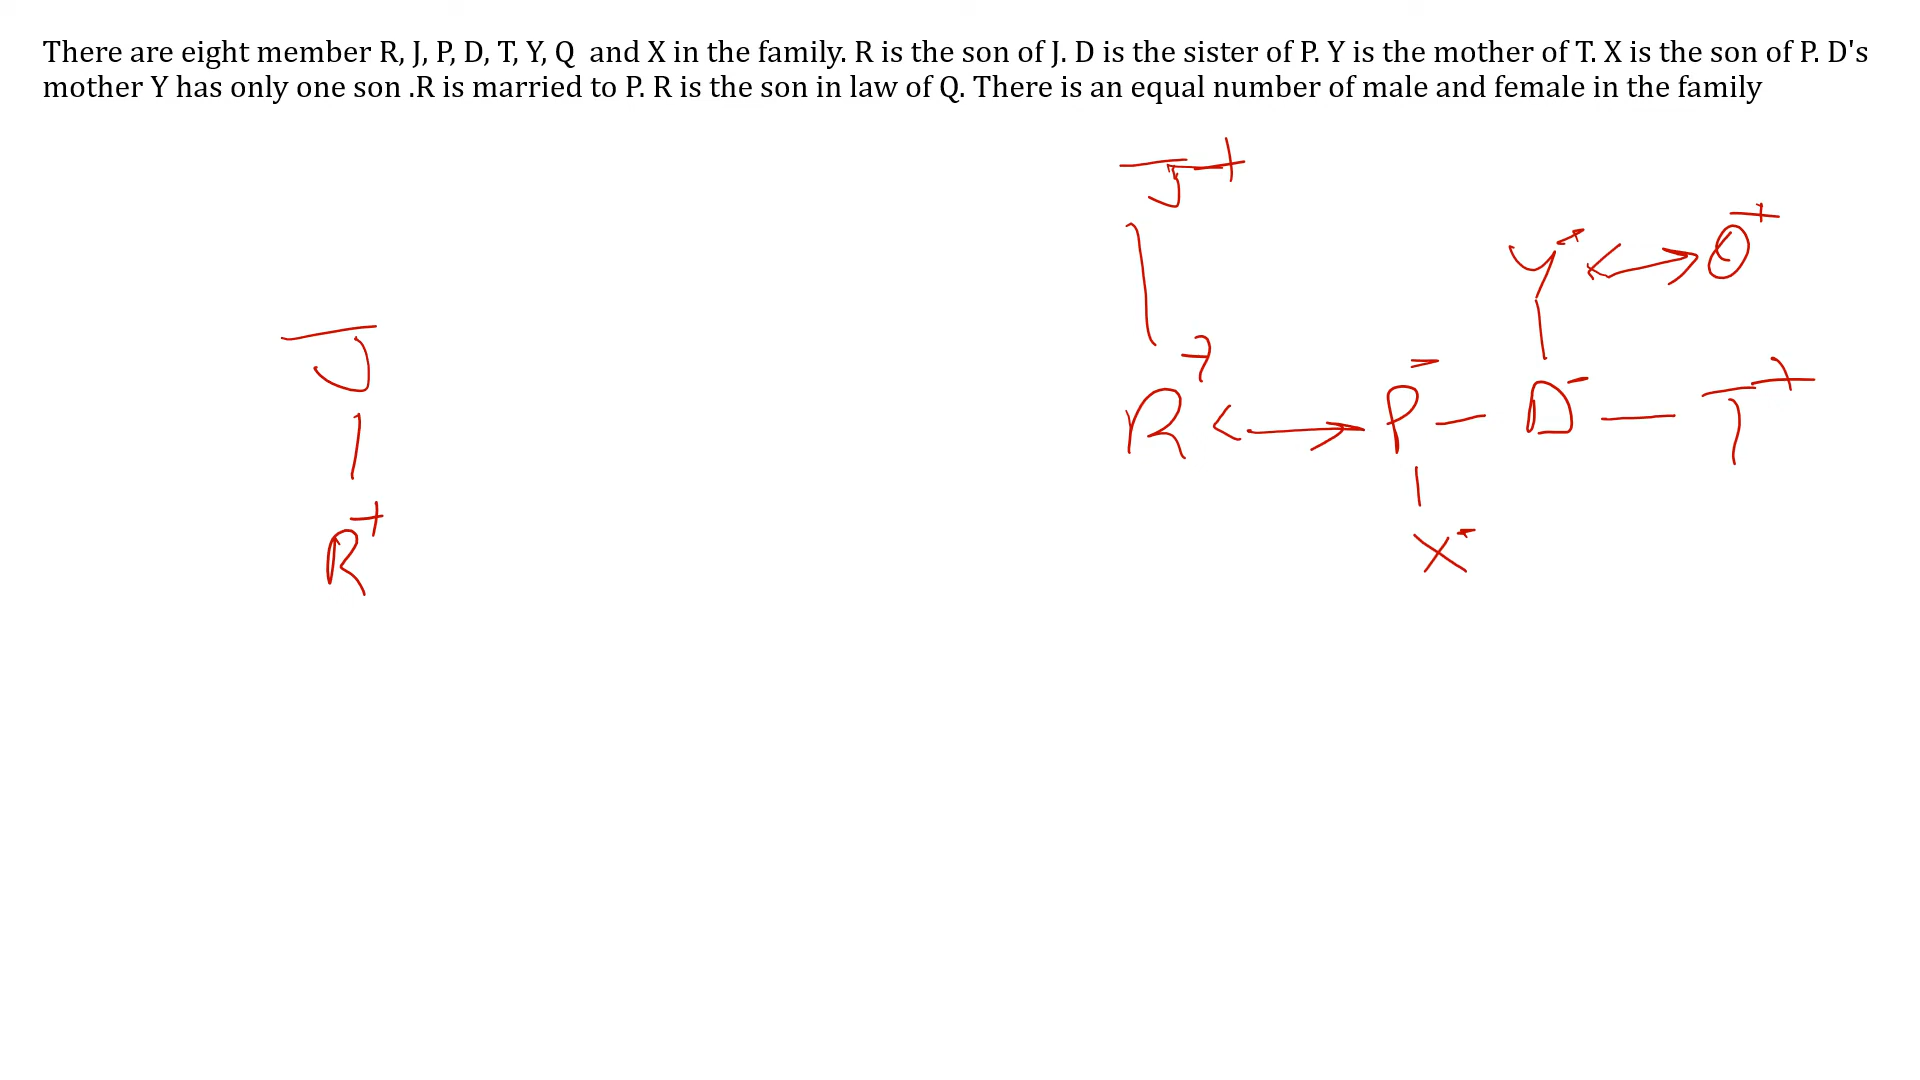 There are eight member R, J, P, D, T, Y, Q and X in the family. R is the son of J. D is the sister of P. Y is the mother of T. X is the son of P. D's
mother Y has only one son .R is married to P. R is the son in law of Q. There is an equal number of male and female in the family
J+
Y- Q+
J
R+ P= D- T+
R+
X-